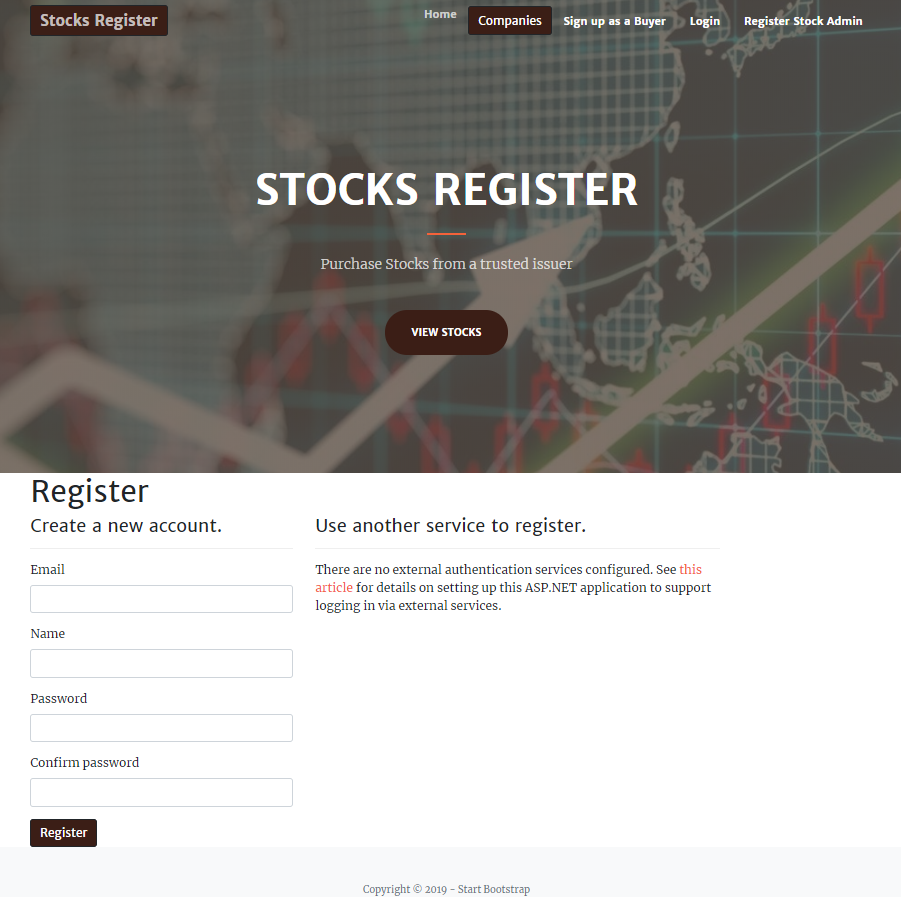 Stocks Register
Home
Companies
Sign up as a Buyer
Login
Register Stock Admin
STOCKS REGISTER
Purchase Stocks from a trusted issuer
VIEW STOCKS
Register
Create a new account.
Email
Name
Password
Confirm password
Register
Use another service to register.
There are no external authentication services configured. See this
article for details on setting up this ASP.NET application to support
logging in via external services.
Copyright © 2019 - Start Bootstrap